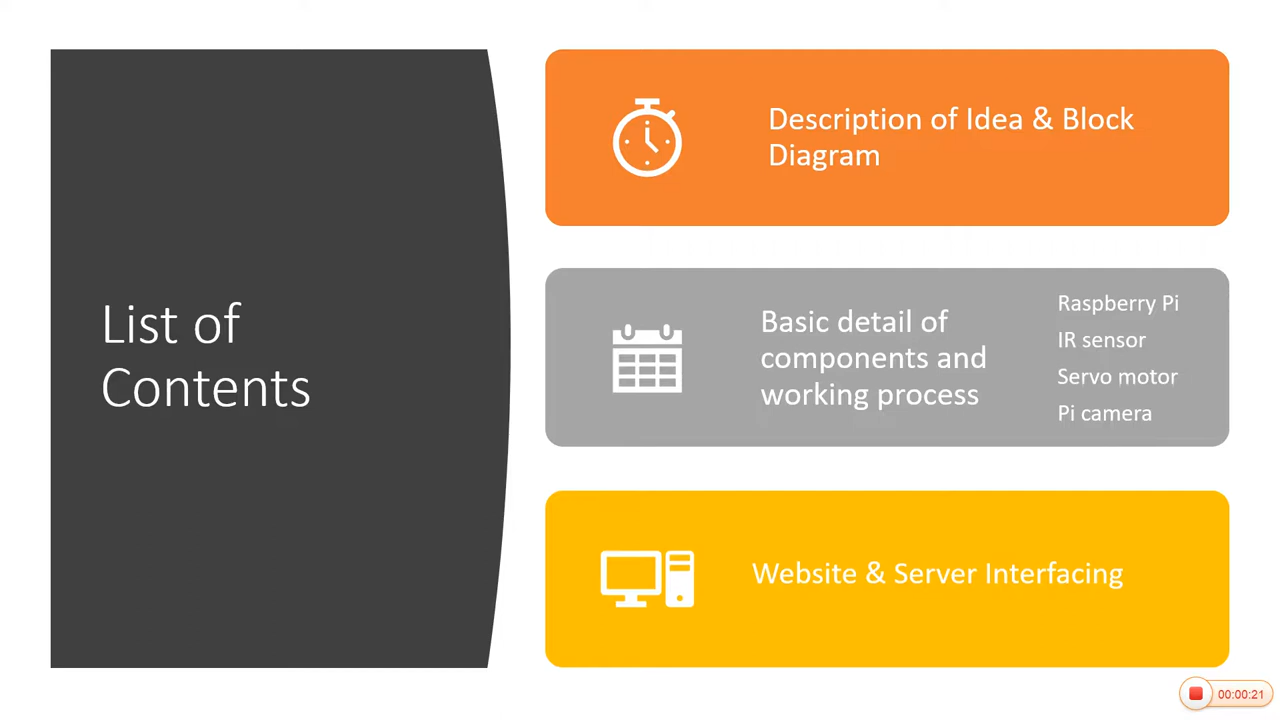 List of
Contents
Description of Idea & Block
Diagram
Basic detail of
components and
working process
Raspberry Pi
IR sensor
Servo motor
Pi camera
Website & Server Interfacing
00:00:21